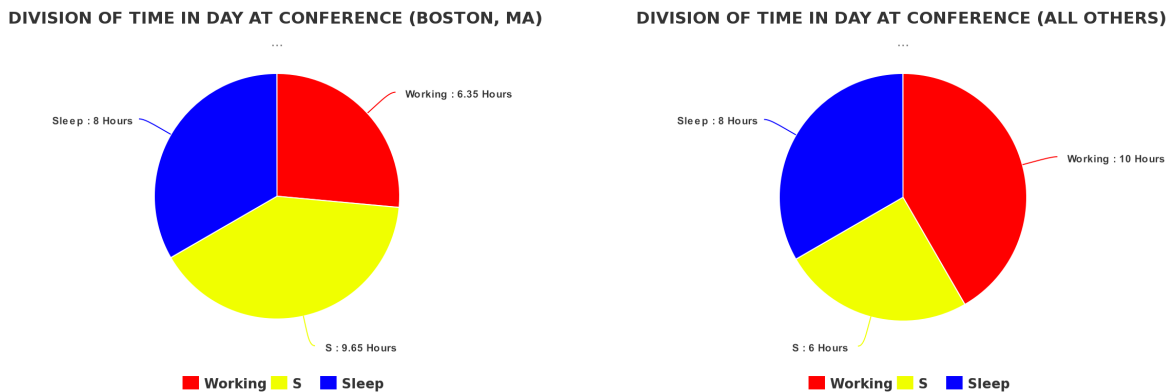 DIVISION OF TIME IN DAY AT CONFERENCE (BOSTON, MA)
...
Working : 6.35 Hours
Sleep : 8 Hours
S : 9.65 Hours
Working S Sleep
DIVISION OF TIME IN DAY AT CONFERENCE (ALL OTHERS)
...
Sleep : 8 Hours
Working : 10 Hours
S : 6 Hours
Working S Sleep